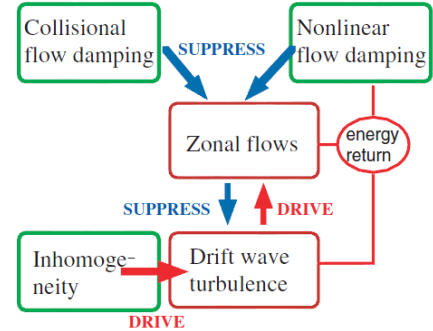 Collisional
flow damping
SUPPRESS
Nonlinear
flow damping
Zonal flows
energy
return
SUPPRESS
DRIVE
Inhomoge-
neity
Drift wave
turbulence
DRIVE